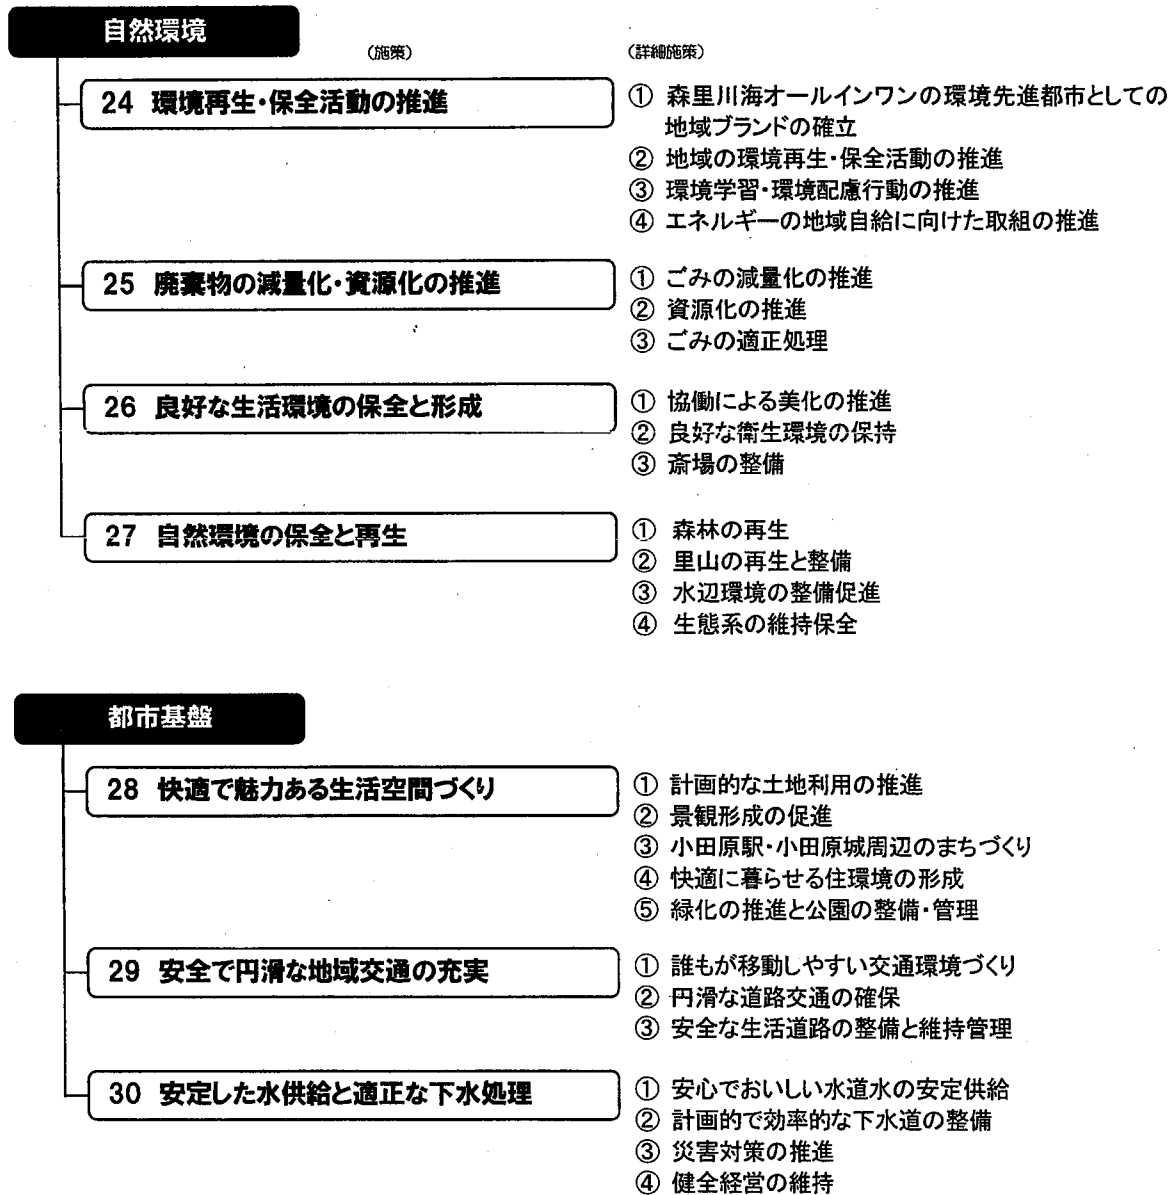 自然環境
（施策）
（詳細施策）
24 環境再生・保全活動の推進
① 森里川海オールインワンの環境先進都市としての
地域ブランドの確立
② 地域の環境再生・保全活動の推進
③ 環境学習・環境配慮行動の推進
④ エネルギーの地域自給に向けた取組の推進
25 廃棄物の減量化・資源化の推進
① ごみの減量化の推進
② 資源化の推進
③ ごみの適正処理
26 良好な生活環境の保全と形成
① 協働による美化の推進
② 良好な衛生環境の保持
③ 斎場の整備
27 自然環境の保全と再生
① 森林の再生
② 里山の再生と整備
③ 水辺環境の整備促進
④ 生態系の維持保全
都市基盤
28 快適で魅力ある生活空間づくり
① 計画的な土地利用の推進
② 景観形成の促進
③ 小田原駅・小田原城周辺のまちづくり
④ 快適に暮らせる住環境の形成
⑤ 緑化の推進と公園の整備・管理
29 安全で円滑な地域交通の充実
① 誰もが移動しやすい交通環境づくり
② 円滑な道路交通の確保
③ 安全な生活道路の整備と維持管理
30 安定した水供給と適正な下水処理
① 安心でおいしい水道水の安定供給
② 計画的で効率的な下水道の整備
③ 災害対策の推進
④ 健全経営の維持